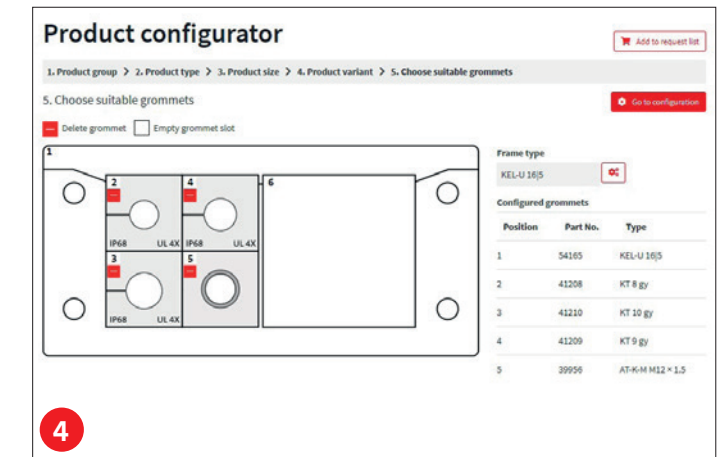 Product configurator
Add to request list
1. Product group > 2. Product type > 3. Product size > 4. Product variant > 5. Choose suitable grommets
5. Choose suitable grommets
Go to configuration
Delete grommet Empty grommet slot
1
2 4 6
IP68 UL 4X IP68 UL 4X
3 5
IP68 UL 4X
Frame type
KEL-U 16|5
Configured grommets
Position Part No. Type
1 54165 KEL-U 16|5
2 41208 KT 8 gy
3 41210 KT 10 gy
4 41209 KT 9 gy
5 39956 AT-K-M M12 × 1.5
4